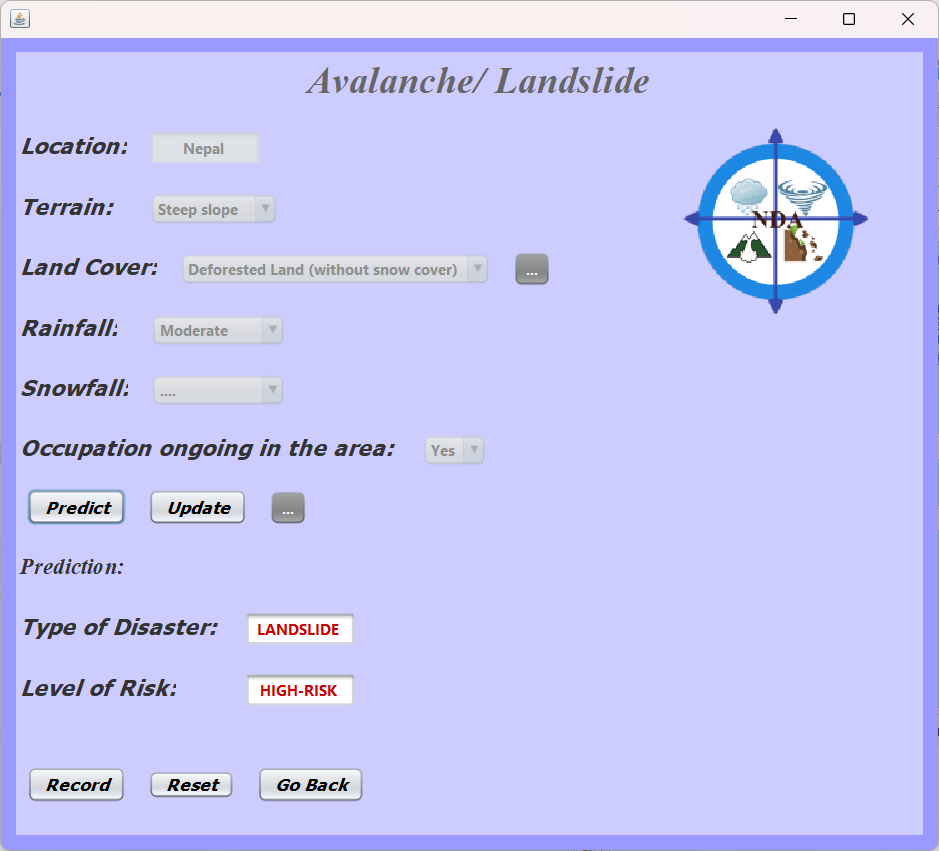 Avalanche/ Landslide
Location: Nepal
Terrain: Steep slope
Land Cover: Deforested Land (without snow cover) ...
NDA
Rainfall: Moderate
Snowfall: ....
Occupation ongoing in the area: Yes
Predict Update ...
Prediction:
Type of Disaster: LANDSLIDE
Level of Risk: HIGH-RISK
Record Reset Go Back